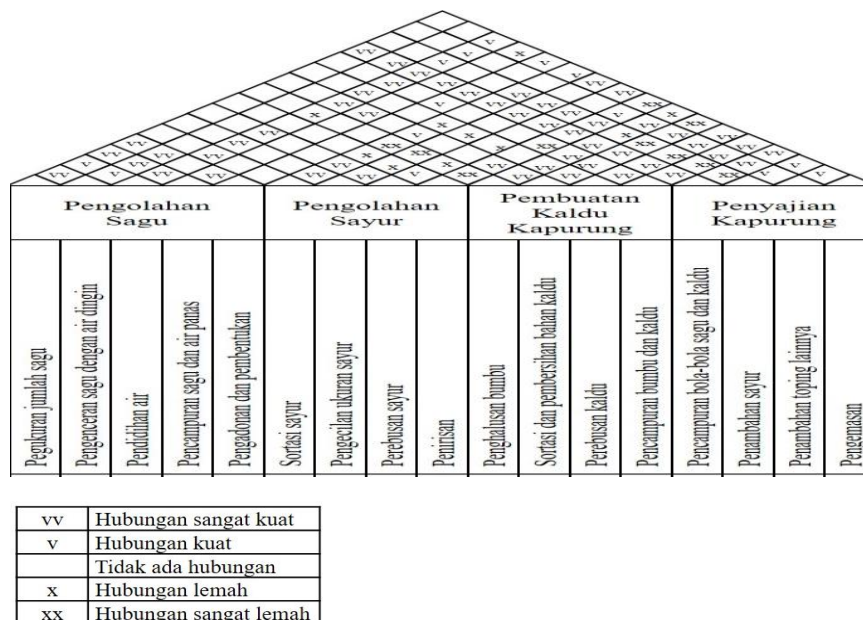 Pengolahan
Sagu
Pengolahan
Sayur
Pembuatan
Kaldu
Kapurung
Penyajian
Kapurung
Pegukuran jumlah sagu
Pengenceran sagu dengan air dingin
Pendidihan air
Pencampuran sagu dan air panas
Pengadonan dan pembentukan
Sortasi sayur
Pengecilan ukuran sayur
Perebusan sayur
Penirisan
Penghalusan bumbu
Sortasi dan pembersihan bahan kaldu
Perebusan kaldu
Pencampuran bumbu dan kaldu
Pencampuran bola-bola sagu dan kaldu
Penambahan sayur
Penambahan toping lainnya
Pengemasan
vv Hubungan sangat kuat
v Hubungan kuat
Tidak ada hubungan
x Hubungan lemah
xx Hubungan sangat lemah